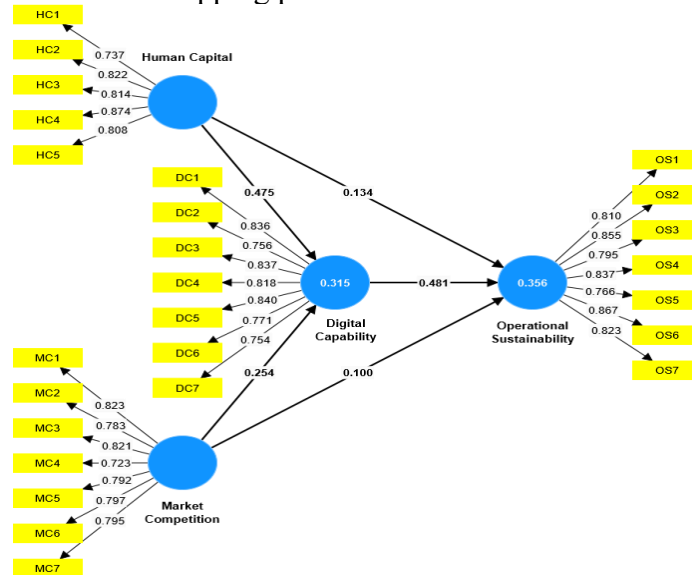 HC1
HC2
HC3
HC4
HC5
0.737
0.822
0.814
0.874
0.808
Human Capital
DC1
DC2
DC3
DC4
DC5
DC6
DC7
0.836
0.756
0.837
0.818
0.840
0.771
0.754
0.475
0.134
0.315
Digital
Capability
0.481
0.356
Operational
Sustainability
0.254
0.100
OS1
OS2
OS3
OS4
OS5
OS6
OS7
0.810
0.855
0.795
0.837
0.766
0.867
0.823
MC1
MC2
MC3
MC4
MC5
MC6
MC7
0.823
0.783
0.821
0.723
0.792
0.797
0.795
Market
Competition